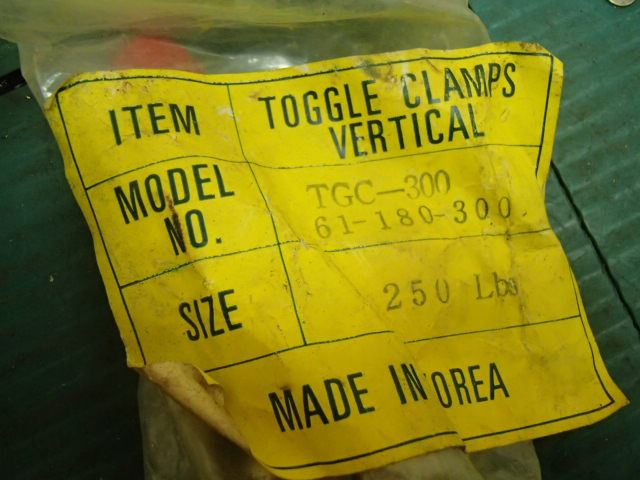 ITEM
TOGGLE CLAMPS
VERTICAL
MODEL
NO.
TGC-300
61-180-300
SIZE
250 Lbs
MADE IN OREA